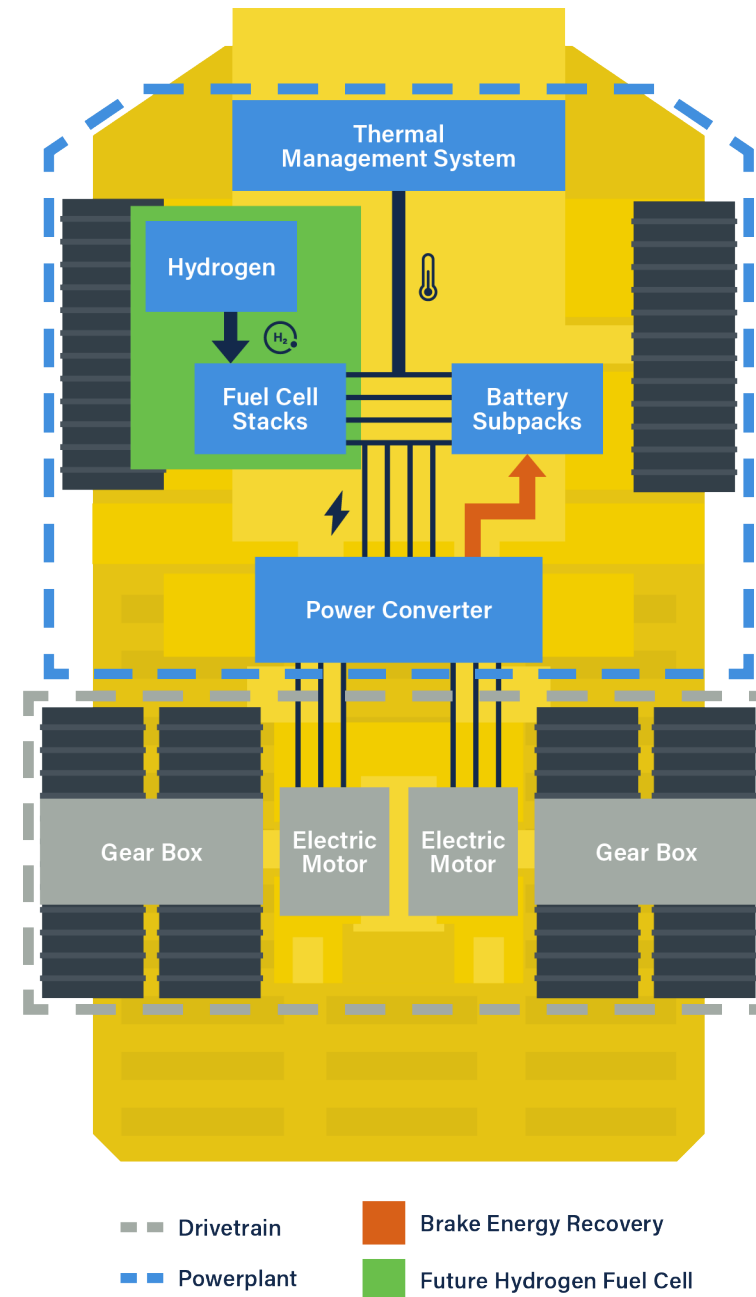 Thermal
Management System
Hydrogen
H₂
Fuel Cell
Stacks
Battery
Subpacks
Power Converter
Gear Box
Electric
Motor
Electric
Motor
Gear Box
Drivetrain
Brake Energy Recovery
Powerplant
Future Hydrogen Fuel Cell